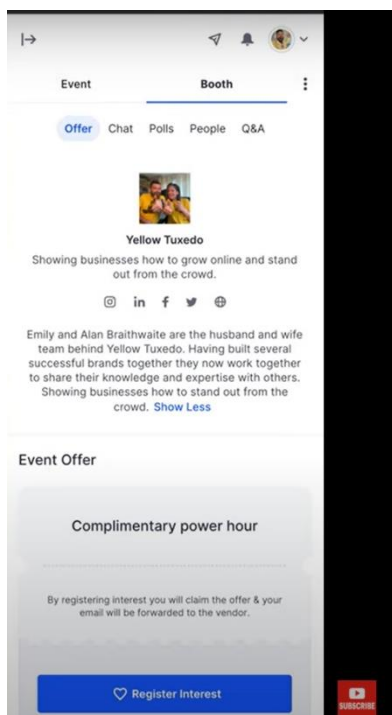 Event
Booth
Offer
Chat
Polls
People
Q&A
Yellow Tuxedo
Showing businesses how to grow online and stand
out from the crowd.
in
f
Emily and Alan Braithwaite are the husband and wife
team behind Yellow Tuxedo. Having built several
successful brands together they now work together
to share their knowledge and expertise with others.
Showing businesses how to stand out from the
crowd. Show Less
Event Offer
Complimentary power hour
By registering interest you will claim the offer & your
email will be forwarded to the vendor.
Register Interest
SUBSCRIBE